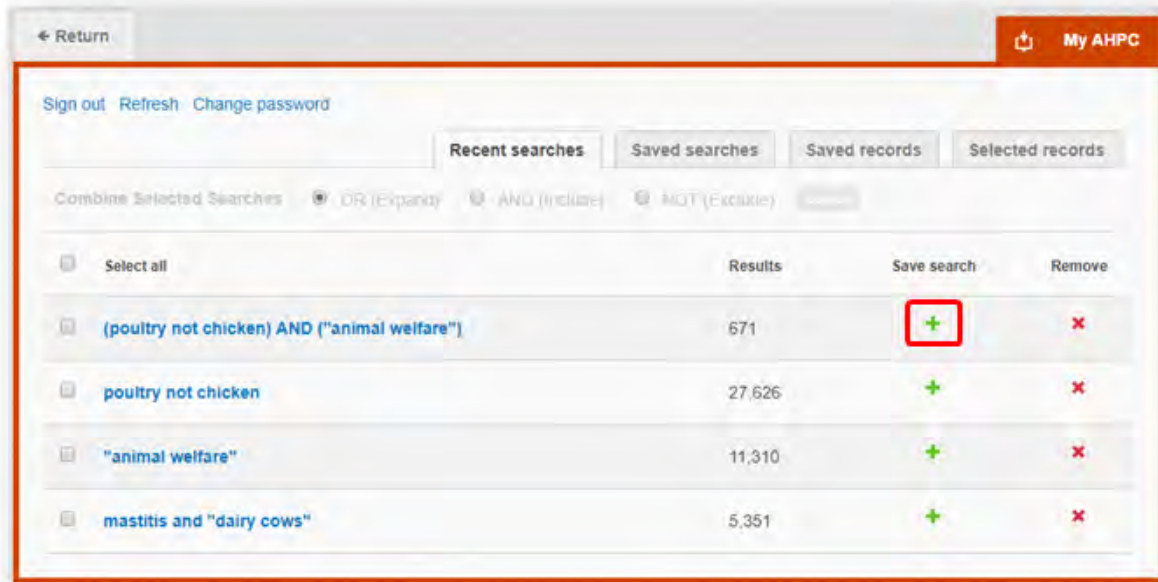 Return
My AHPC
Sign out Refresh Change password
Recent searches Saved searches Saved records Selected records
Combine Selected Searches OR (Expand) AND (Include) NOT (Exclude)
Select all Results Save search Remove
(poultry not chicken) AND ("animal welfare") 671
poultry not chicken 27,626
"animal welfare" 11,310
mastitis and "dairy cows" 5,351